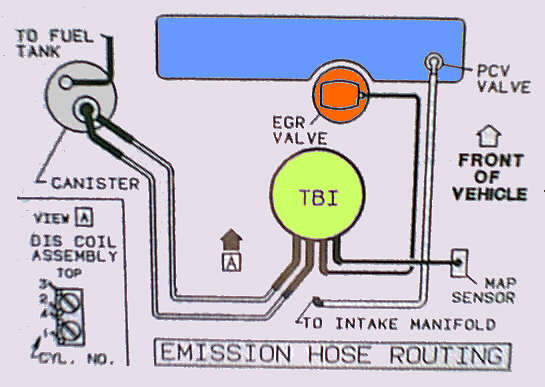 TO FUEL
TANK
PCV
VALVE
EGR
VALVE
FRONT
OF
VEHICLE
CANISTER
TBI
VIEW A
DIS COIL
ASSEMBLY
TOP
3
2
4
1
CYL. NO.
A
MAP
SENSOR
TO INTAKE MANIFOLD
EMISSION HOSE ROUTING